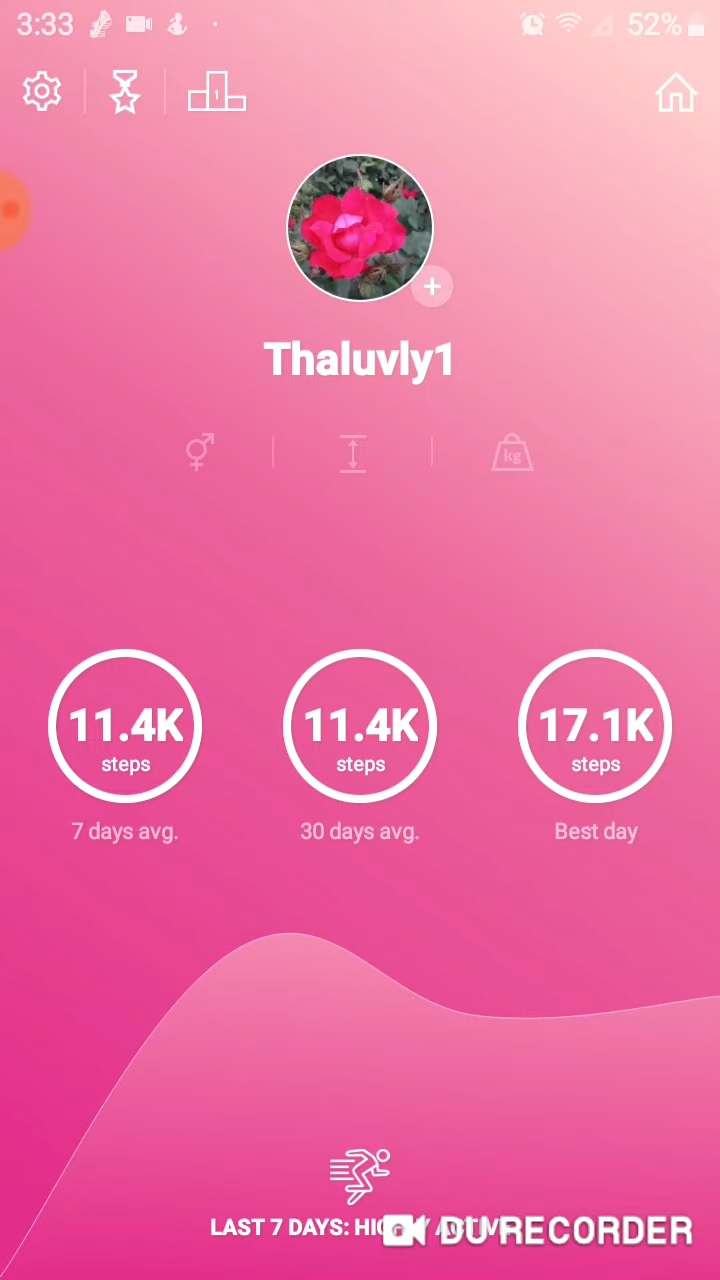 3:33 52%
1
Thaluvly1
kg
11.4K 11.4K 17.1K
steps steps steps
7 days avg. 30 days avg. Best day
LAST 7 DAYS:
DU RECORDER